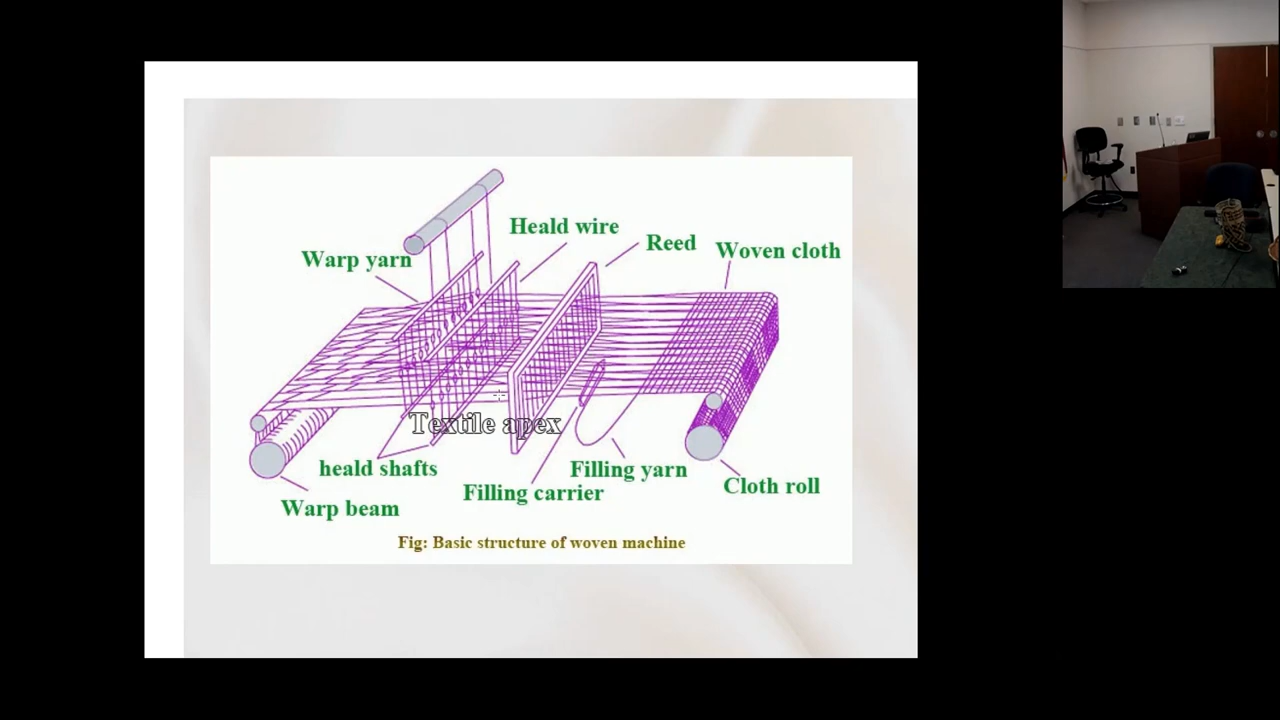 Heald wire
Reed
Woven cloth
Warp yarn
Textile apex
heald shafts
Filling yarn
Filling carrier
Cloth roll
Warp beam
Fig: Basic structure of woven machine